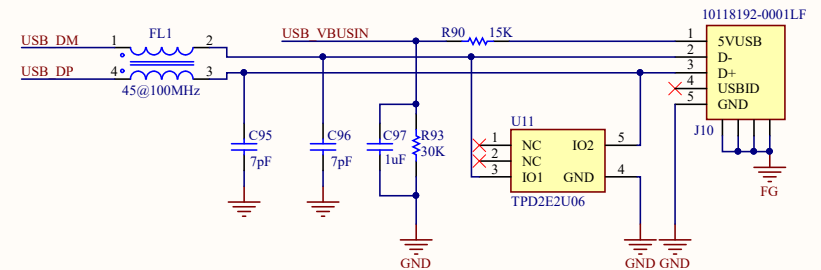 10118192-0001LF
FL1
USB_VBUSIN
R90
15K
USB_DM
1
2
1
5VUSB
2
D-
USB_DP
4
3
3
D+
45@100MHz
4
USBID
5
GND
J10
U11
C95
7pF
C96
7pF
C97
1uF
R93
30K
1
NC
IO2
5
2
NC
3
IO1
GND
4
TPD2E2U06
FG
GND
GND
GND